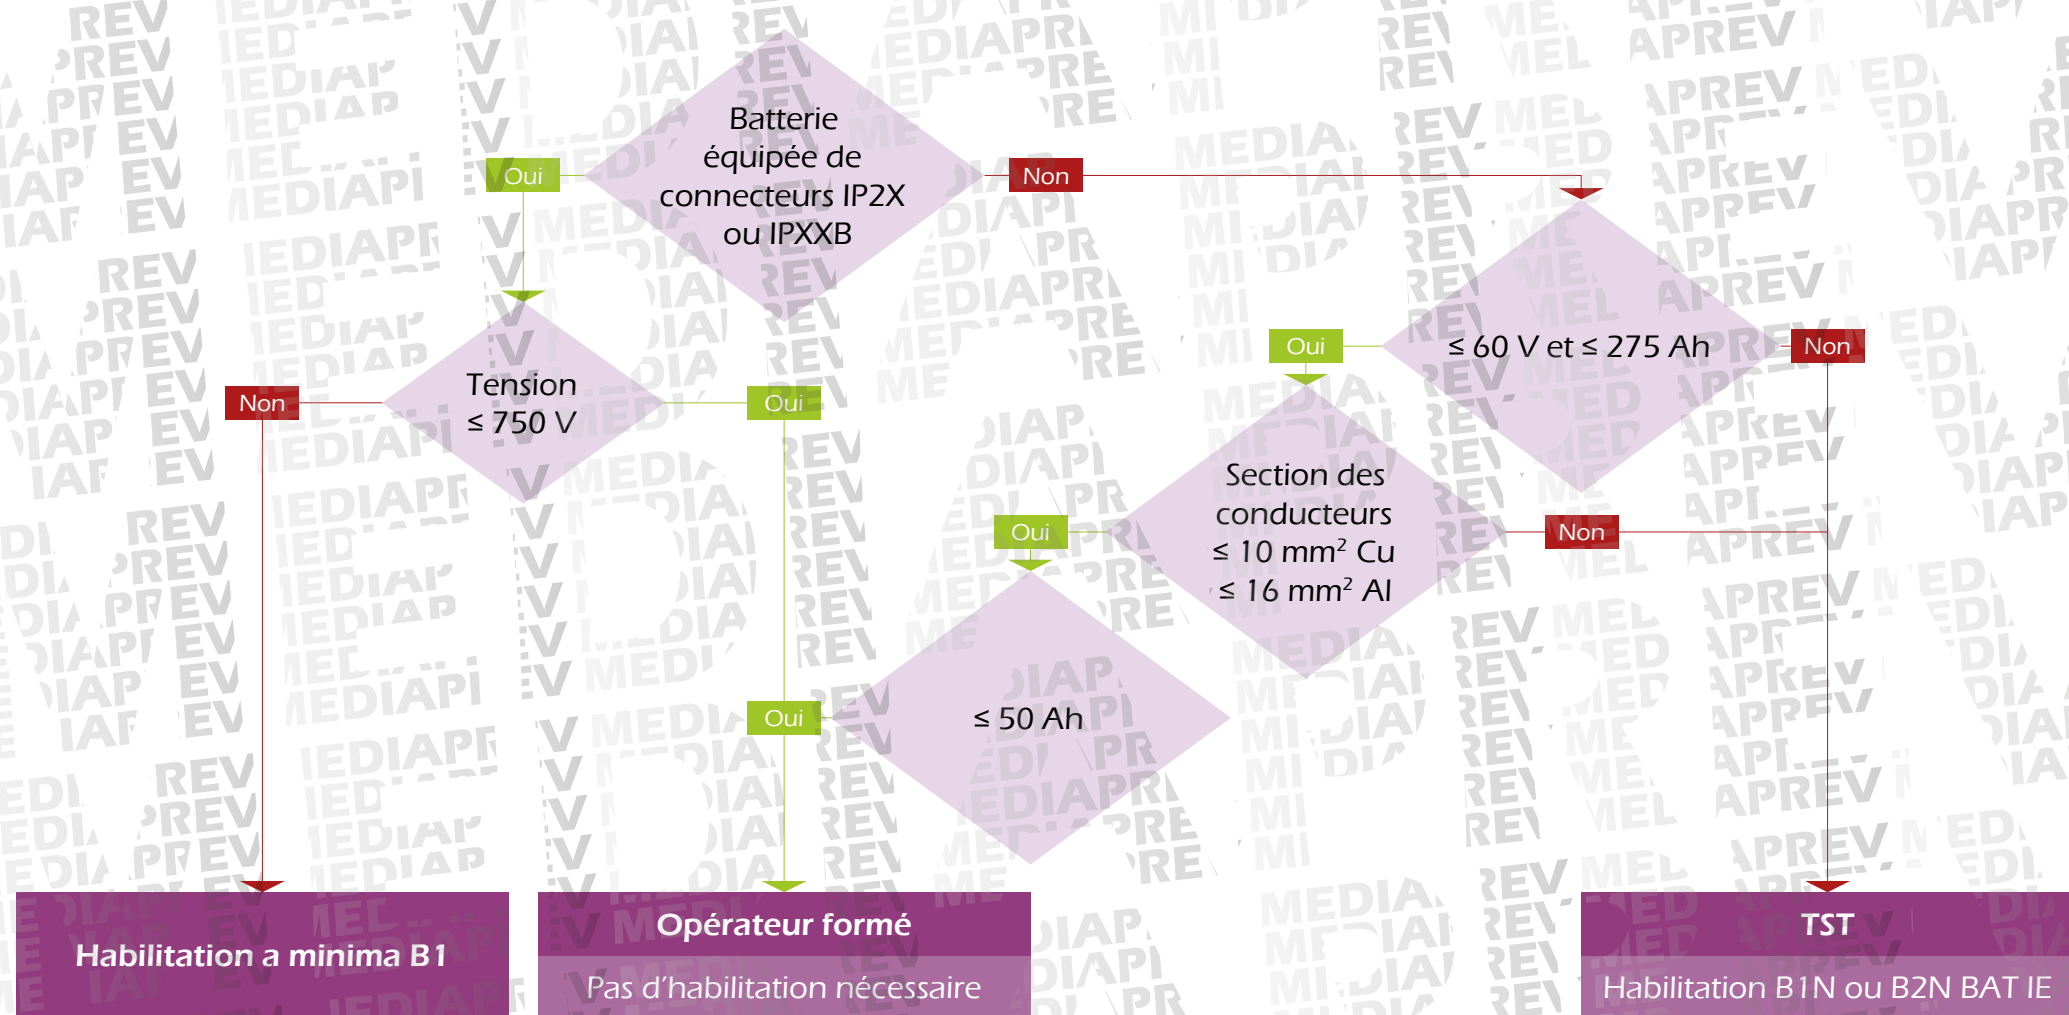 Batterie
équipée de
connecteurs IP2X
ou IPXXB
Oui
Non
Tension
≤ 750 V
Non
Oui
≤ 60 V et ≤ 275 Ah
Oui
Non
Section des
conducteurs
≤ 10 mm² Cu
≤ 16 mm² Al
Oui
Non
≤ 50 Ah
Oui
Habilitation a minima B1
Opérateur formé
Pas d'habilitation nécessaire
TST
Habilitation B1N ou B2N BAT IE